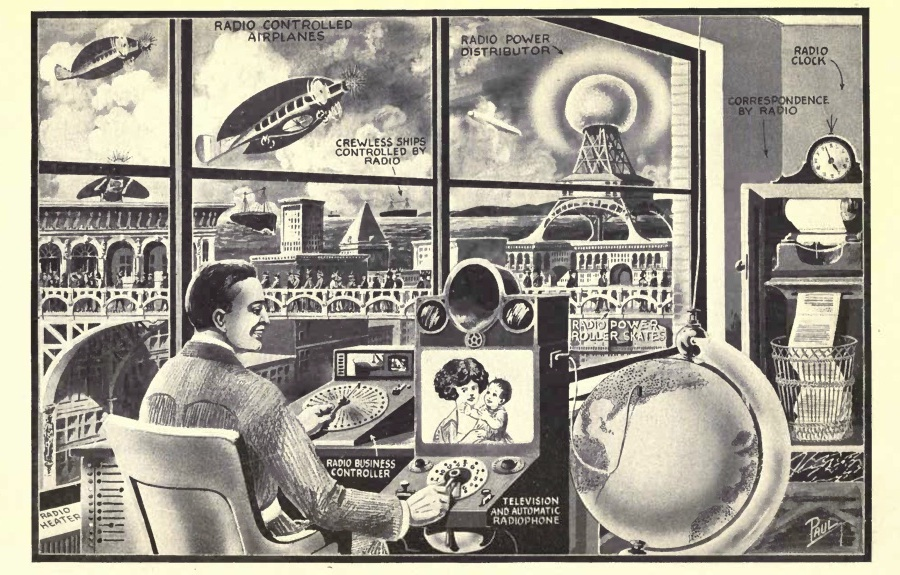 RADIO CONTROLLED
AIRPLANES
RADIO POWER
DISTRIBUTOR
RADIO
CLOCK
CORRESPONDENCE
BY RADIO
CREWLESS SHIPS
CONTROLLED BY
RADIO
RADIO POWER
ROLLER SKATES
RADIO BUSINESS
CONTROLLER
TELEVISION
AND AUTOMATIC
RADIOPHONE
RADIO
HEATER
PAUL